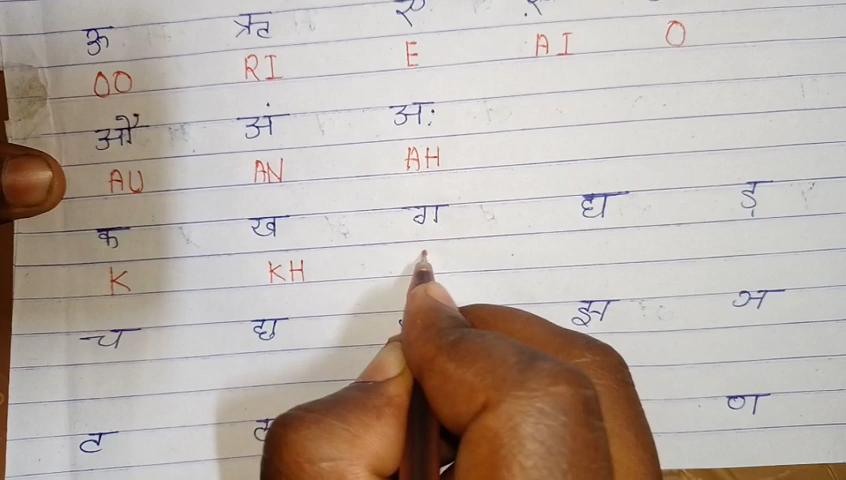 ऊ ऋ
OO RI E AI O
औ अं अः
AU AN AH
क ख ग घ ड़
K KH
च छ झ ञ
ट ण